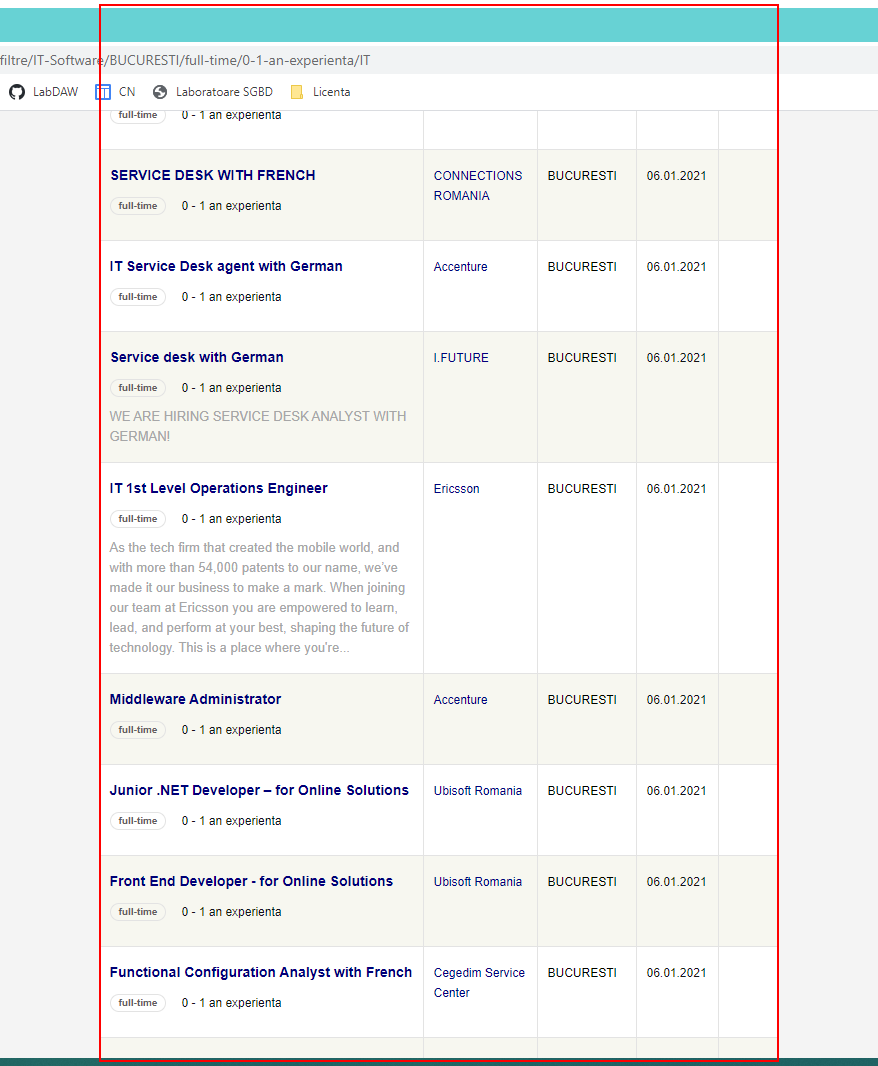 filtre/IT-Software/BUCURESTI/full-time/0-1-an-experienta/IT
LabDAW CN Laboratoare SGBD Licenta
full-time 0 - 1 an experienta
SERVICE DESK WITH FRENCH CONNECTIONS BUCURESTI 06.01.2021
ROMANIA
full-time 0 - 1 an experienta
IT Service Desk agent with German Accenture BUCURESTI 06.01.2021
full-time 0 - 1 an experienta
Service desk with German I.FUTURE BUCURESTI 06.01.2021
full-time 0 - 1 an experienta
WE ARE HIRING SERVICE DESK ANALYST WITH
GERMAN!
IT 1st Level Operations Engineer Ericsson BUCURESTI 06.01.2021
full-time 0 - 1 an experienta
As the tech firm that created the mobile world, and
with more than 54,000 patents to our name, we've
made it our business to make a mark. When joining
our team at Ericsson you are empowered to learn,
lead, and perform at your best, shaping the future of
technology. This is a place where you're...
Middleware Administrator Accenture BUCURESTI 06.01.2021
full-time 0 - 1 an experienta
Junior .NET Developer – for Online Solutions Ubisoft Romania BUCURESTI 06.01.2021
full-time 0 - 1 an experienta
Front End Developer - for Online Solutions Ubisoft Romania BUCURESTI 06.01.2021
full-time 0 - 1 an experienta
Functional Configuration Analyst with French Cegedim Service BUCURESTI 06.01.2021
Center
full-time 0 - 1 an experienta